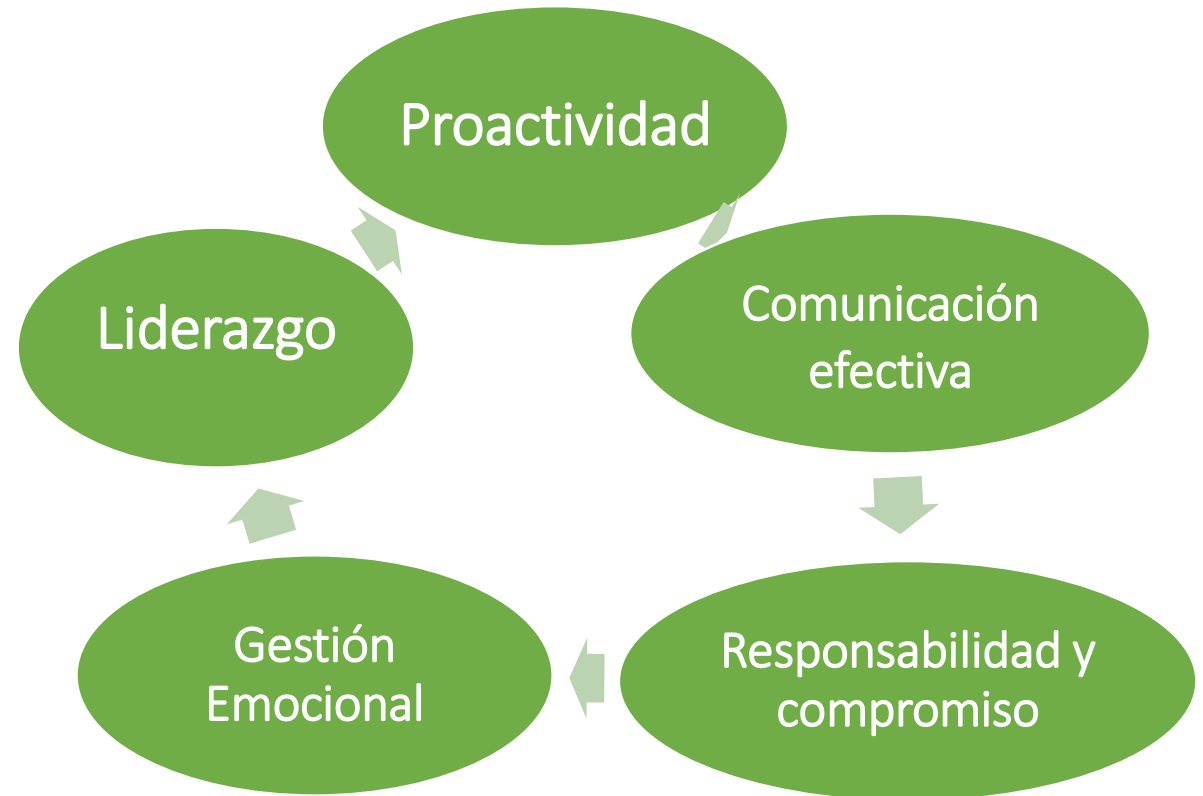 Proactividad
Comunicación
efectiva
Responsabilidad y
compromiso
Gestión
Emocional
Liderazgo